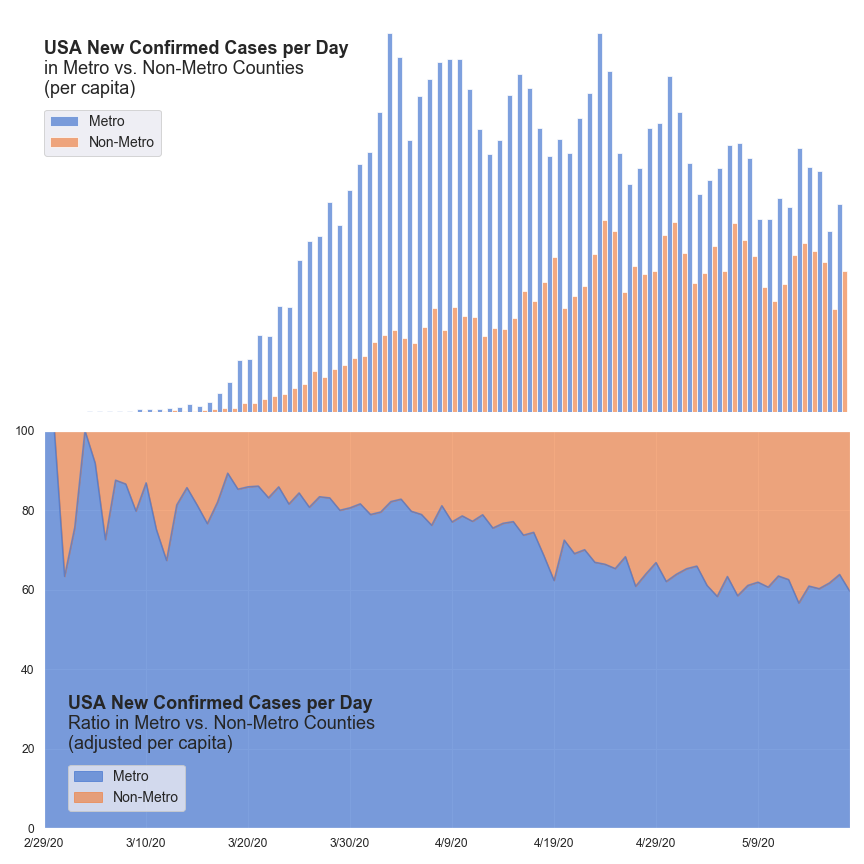 USA New Confirmed Cases per Day
in Metro vs. Non-Metro Counties
(per capita)
Metro
Non-Metro
100
80
60
40
20
0
USA New Confirmed Cases per Day
Ratio in Metro vs. Non-Metro Counties
(adjusted per capita)
Metro
Non-Metro
2/29/20 3/10/20 3/20/20 3/30/20 4/9/20 4/19/20 4/29/20 5/9/20